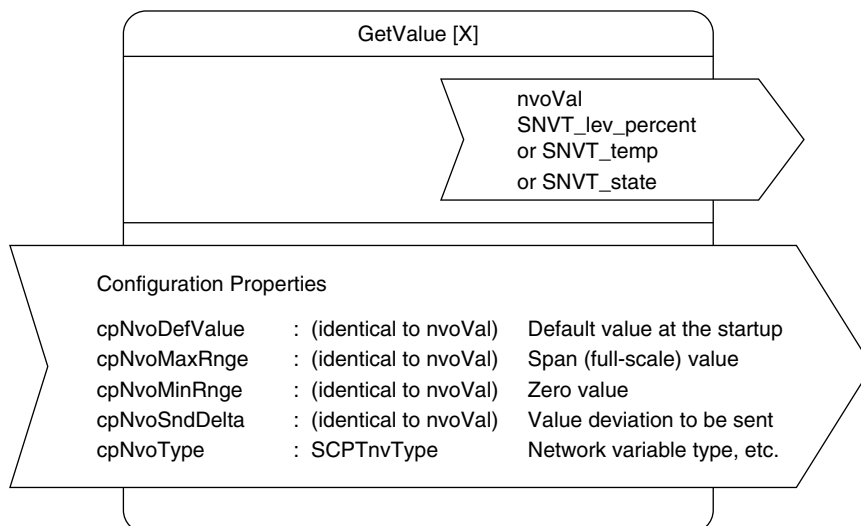 GetValue [X]
nvoVal
SNVT_lev_percent
or SNVT_temp
or SNVT_state
Configuration Properties
cpNvoDefValue : (identical to nvoVal) Default value at the startup
cpNvoMaxRnge : (identical to nvoVal) Span (full-scale) value
cpNvoMinRnge : (identical to nvoVal) Zero value
cpNvoSndDelta : (identical to nvoVal) Value deviation to be sent
cpNvoType : SCPTnvType Network variable type, etc.